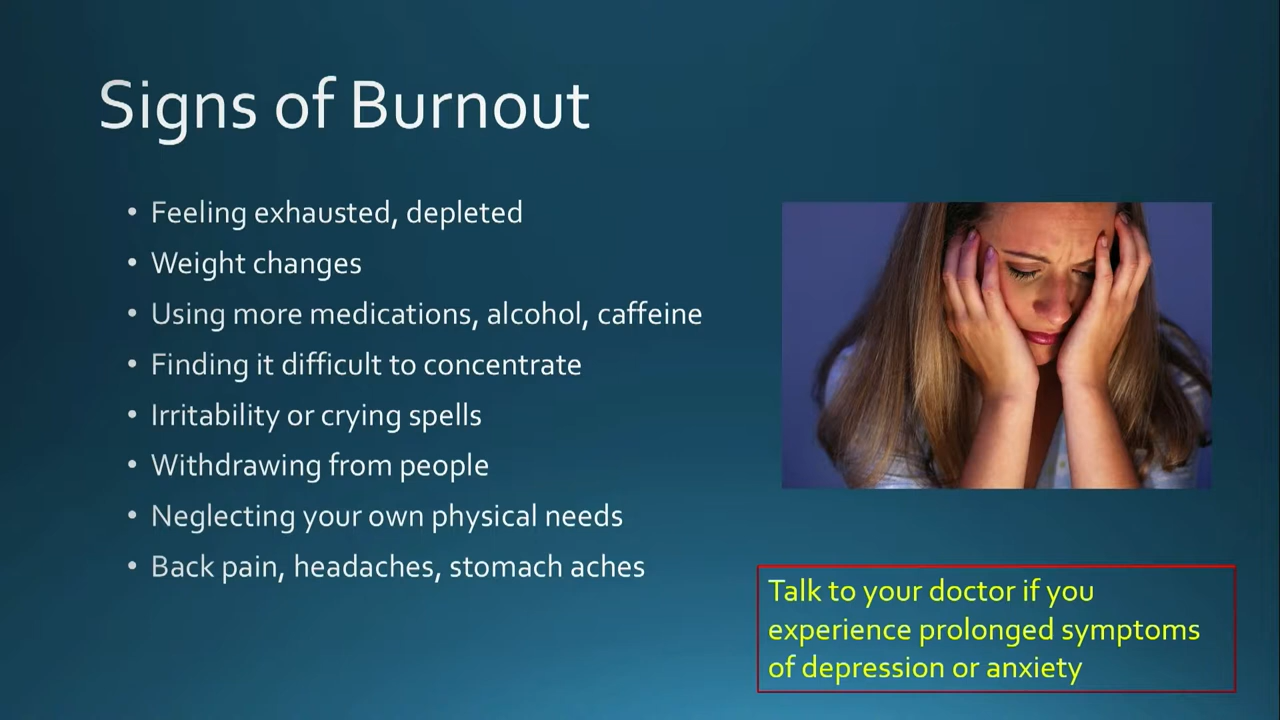 Signs of Burnout
• Feeling exhausted, depleted
• Weight changes
• Using more medications, alcohol, caffeine
• Finding it difficult to concentrate
• Irritability or crying spells
• Withdrawing from people
• Neglecting your own physical needs
• Back pain, headaches, stomach aches
Talk to your doctor if you
experience prolonged symptoms
of depression or anxiety